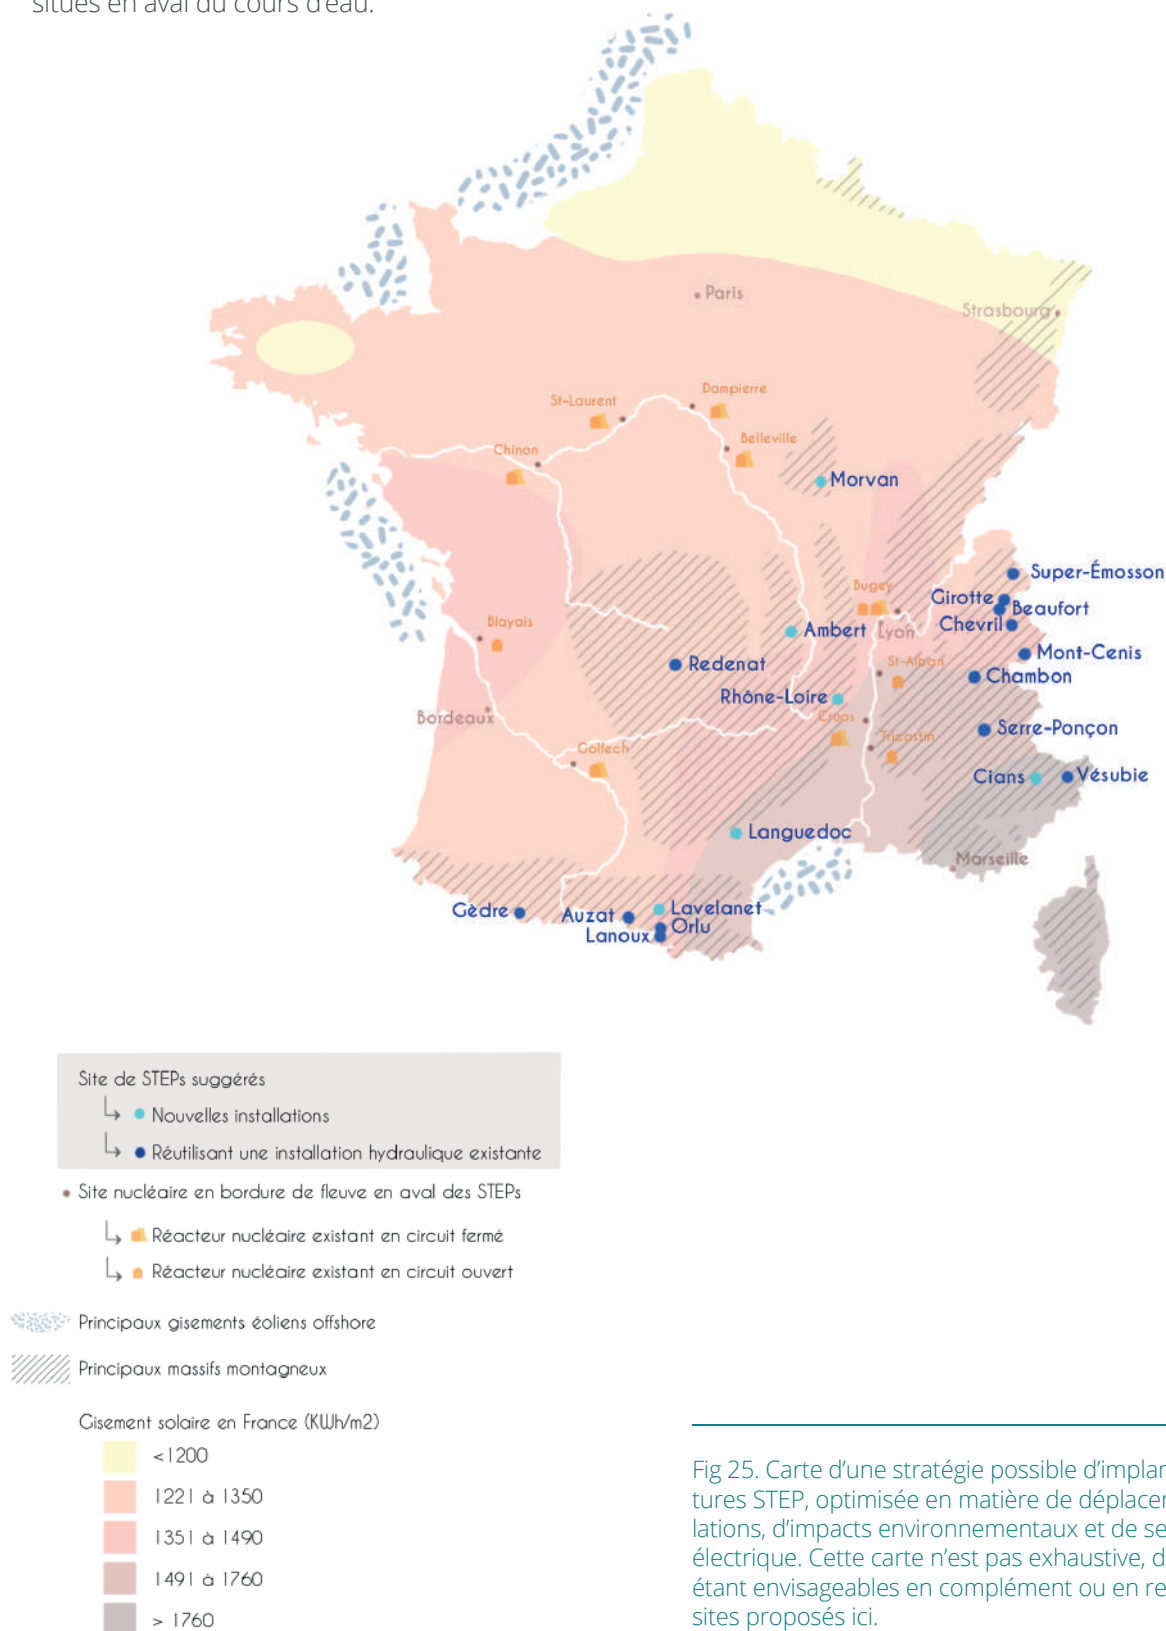 situés en aval du cours d'eau.
Paris
Strasbourg
Dampierre
St-Laurent
Belleville
Chinon
Morvan
Super-Émosson
Bugey
Girotte
Beaufort
Blayais
Ambert
Lyon
Chevril
Mont-Cenis
Redenat
St-Alban
Chambon
Rhône-Loire
Bordeaux
Cruas
Serre-Ponçon
Golfech
Tricastin
Cians
Vésubie
Languedoc
Marseille
Gèdre
Auzat
Lavelanet
Orlu
Lanoux
Site de STEPs suggérés
Nouvelles installations
Réutilisant une installation hydraulique existante
Site nucléaire en bordure de fleuve en aval des STEPs
Réacteur nucléaire existant en circuit fermé
Réacteur nucléaire existant en circuit ouvert
Principaux gisements éoliens offshore
Principaux massifs montagneux
Gisement solaire en France (KWh/m2)
<1200
1221 à 1350
1351 à 1490
1491 à 1760
> 1760
Fig 25. Carte d'une stratégie possible d'implan
tures STEP, optimisée en matière de déplacer
lations, d'impacts environnementaux et de se
électrique. Cette carte n'est pas exhaustive, d
étant envisageables en complément ou en re
sites proposés ici.